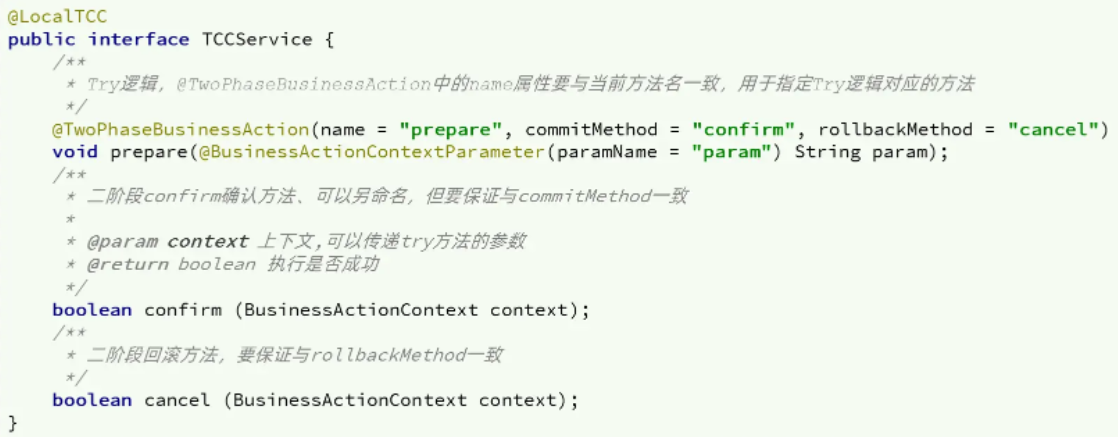 @LocalTCC
public interface TCCService {
    /**
     * Try逻辑，@TwoPhaseBusinessAction中的name属性要与当前方法名一致，用于指定Try逻辑对应的方法
     */
    @TwoPhaseBusinessAction(name = "prepare", commitMethod = "confirm", rollbackMethod = "cancel")
    void prepare(@BusinessActionContextParameter(paramName = "param") String param);
    /**
     * 二阶段confirm确认方法、可以另命名，但要保证与commitMethod一致
     *
     * @param context 上下文,可以传递try方法的参数
     * @return boolean 执行是否成功
     */
    boolean confirm (BusinessActionContext context);
    /**
     * 二阶段回滚方法，要保证与rollbackMethod一致
     */
    boolean cancel (BusinessActionContext context);
}